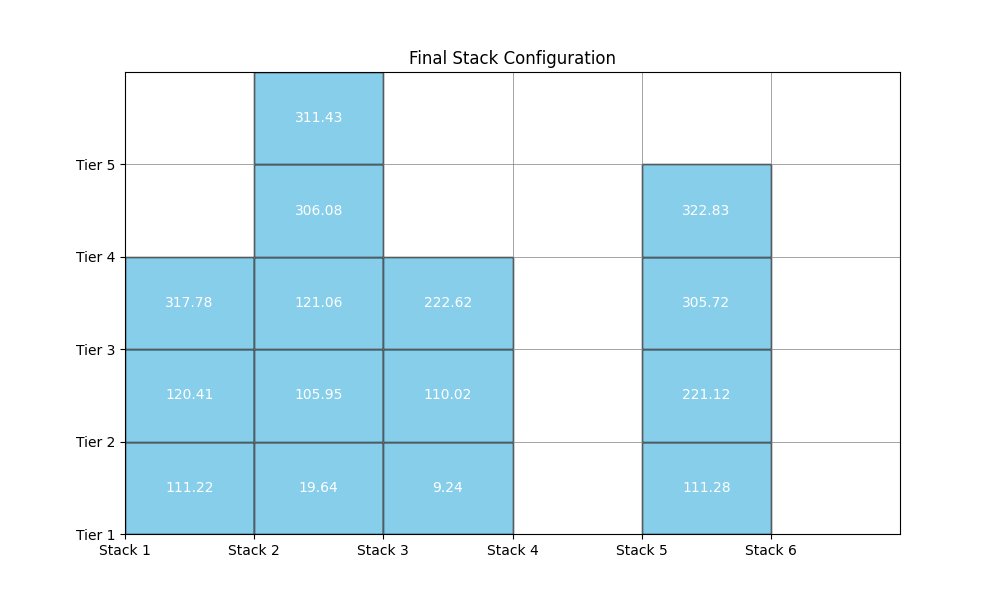 Final Stack Configuration
311.43
Tier 5
306.08 322.83
Tier 4
317.78 121.06 222.62 305.72
Tier 3
120.41 105.95 110.02 221.12
Tier 2
111.22 19.64 9.24 111.28
Tier 1
Stack 1 Stack 2 Stack 3 Stack 4 Stack 5 Stack 6